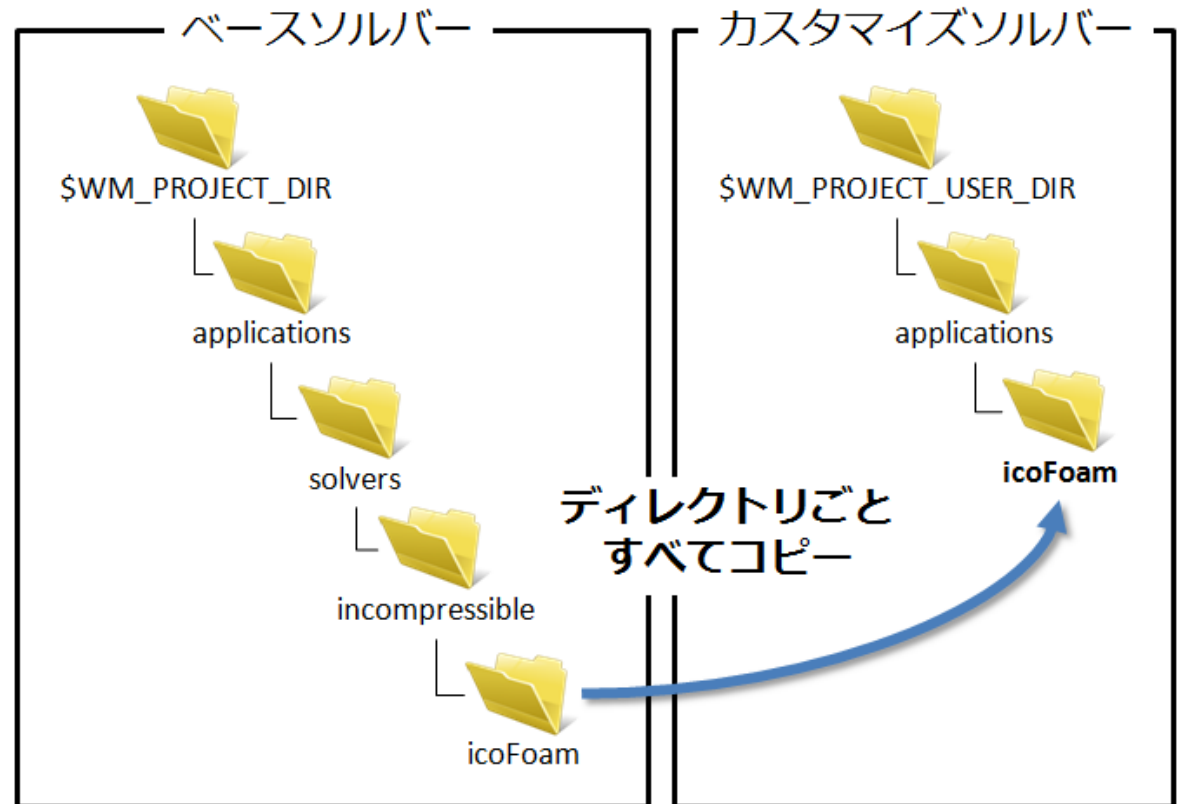 ベースソルバー
$WM_PROJECT_DIR
applications
solvers
incompressible
icoFoam
ディレクトリごと
すべてコピー
カスタマイズソルバー
$WM_PROJECT_USER_DIR
applications
icoFoam